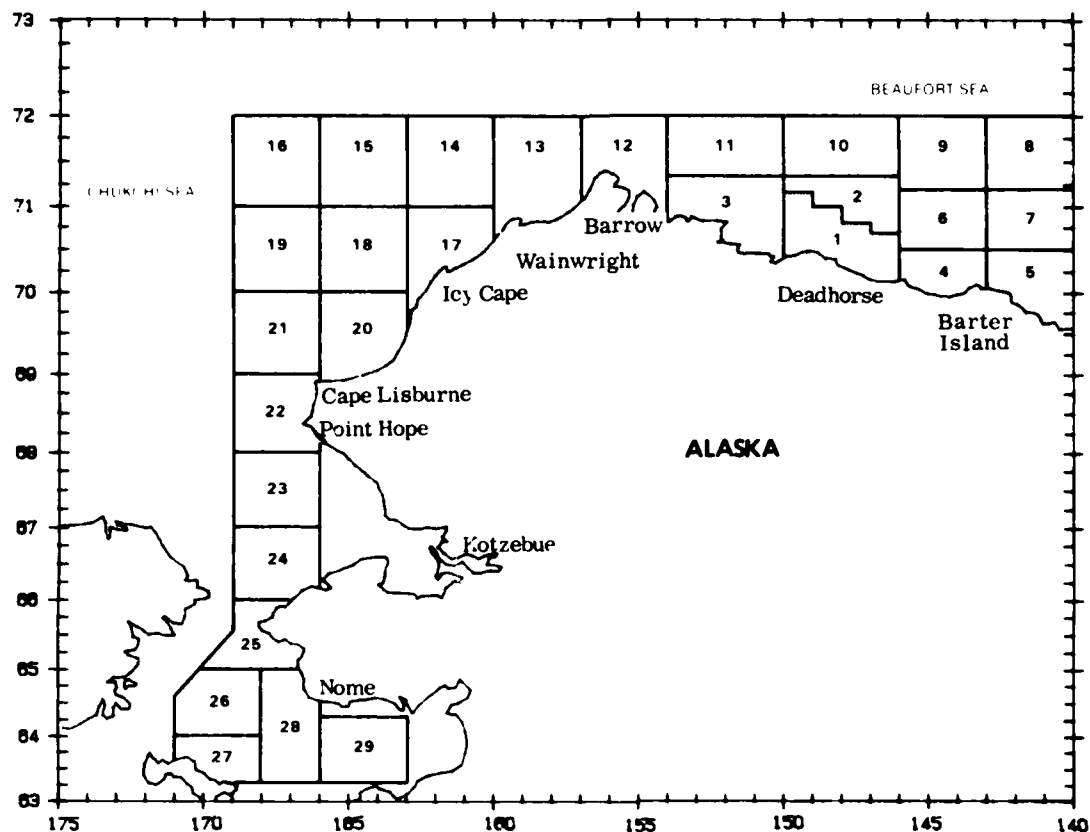 73
BEAUFORT SEA
72
16 15 14 13 12 11 10 9 8
CHUKCHI SEA
71
3 2 6 7
Barrow
19 18 17 1
Wainwright
4 5
70
Icy Cape
Deadhorse
Barter
Island
21 20
69
Cape Lisburne
22
Point Hope
68
ALASKA
23
67
Kotzebue
24
66
25
65
Nome
26
28
29
64
27
63
175 170 165 160 155 150 145 140